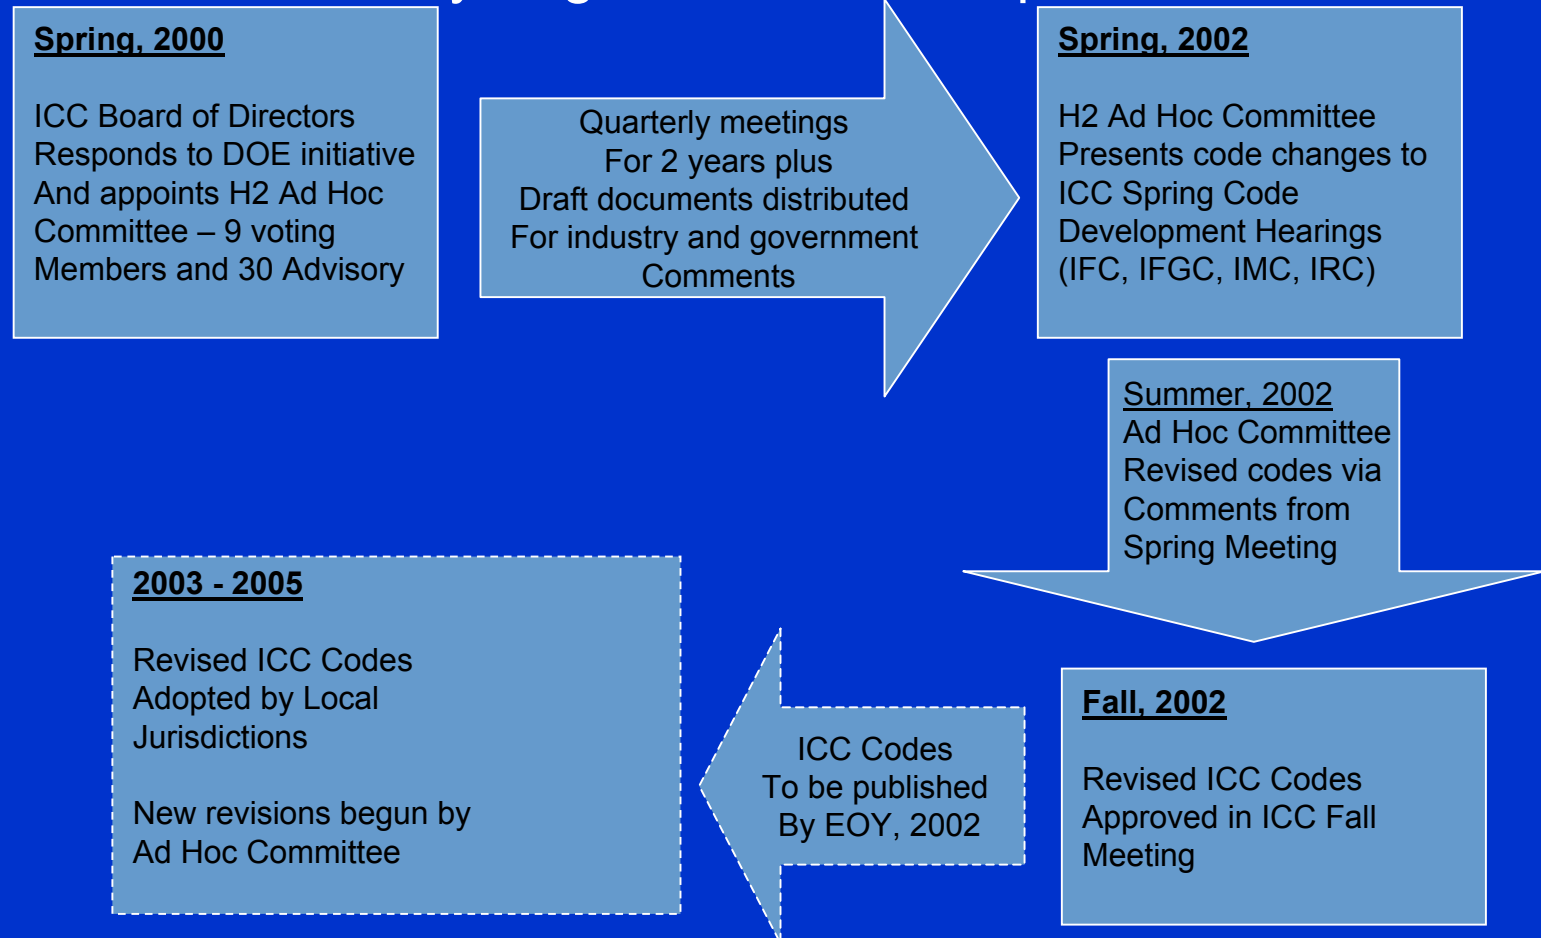 Spring, 2000
ICC Board of Directors
Responds to DOE initiative
And appoints H2 Ad Hoc
Committee – 9 voting
Members and 30 Advisory
Quarterly meetings
For 2 years plus
Draft documents distributed
For industry and government
Comments
Spring, 2002
H2 Ad Hoc Committee
Presents code changes to
ICC Spring Code
Development Hearings
(IFC, IFGC, IMC, IRC)
Summer, 2002
Ad Hoc Committee
Revised codes via
Comments from
Spring Meeting
Fall, 2002
Revised ICC Codes
Approved in ICC Fall
Meeting
ICC Codes
To be published
By EOY, 2002
2003 - 2005
Revised ICC Codes
Adopted by Local
Jurisdictions
New revisions begun by
Ad Hoc Committee